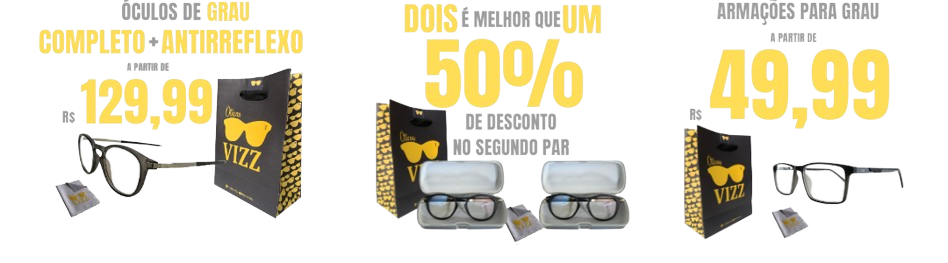 ÓCULOS DE GRAU
COMPLETO + ANTIRREFLEXO
A PARTIR DE
R$ 129,99
Óticas
VIZZ
DOIS É MELHOR QUE UM
50%
DE DESCONTO
NO SEGUNDO PAR
Óticas
ARMAÇÕES PARA GRAU
A PARTIR DE
R$ 49,99
Óticas
VIZZ